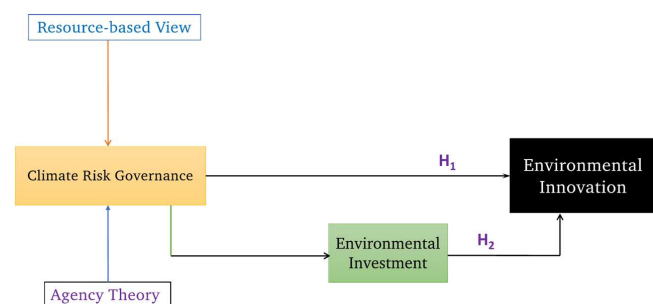 Resource-based View
Climate Risk Governance
H₁
Environmental
Innovation
Environmental
Investment
H₂
Agency Theory